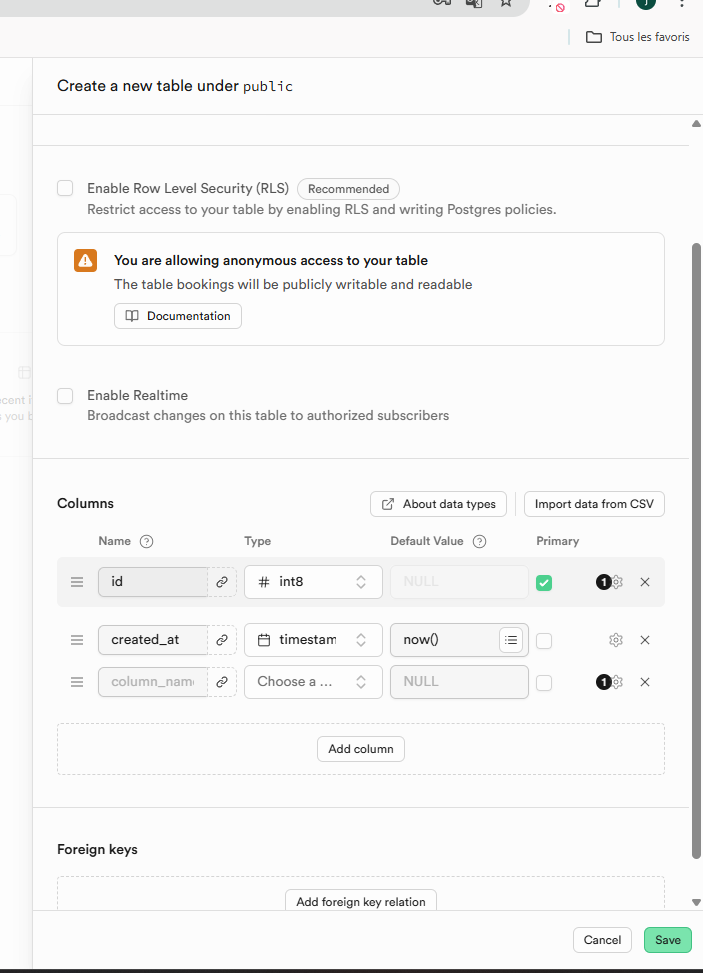 Tous les favoris
Create a new table under public
Enable Row Level Security (RLS) Recommended
Restrict access to your table by enabling RLS and writing Postgres policies.
You are allowing anonymous access to your table
The table bookings will be publicly writable and readable
Documentation
Enable Realtime
Broadcast changes on this table to authorized subscribers
Columns About data types Import data from CSV
Name Type Default Value Primary
id int8 NULL 1
created_at timestam now()
column_nam Choose a ... NULL 1
Add column
Foreign keys
Add foreign key relation
Cancel Save